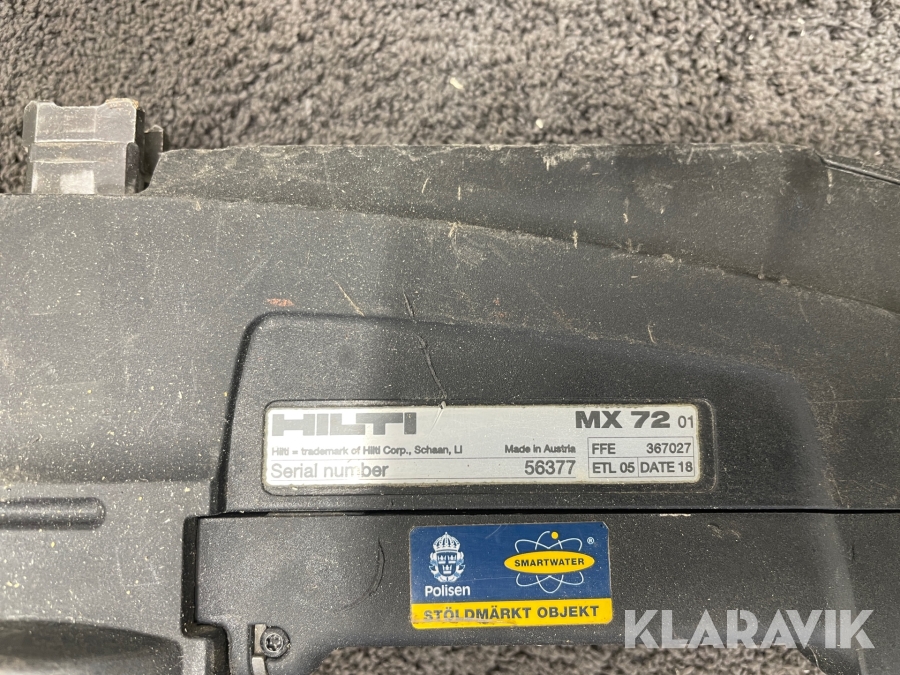 HILTI MX 72 01
Hilti = trademark of Hilti Corp., Schaan, LI Made in Austria FFE 367027
Serial number 56377 ETL 05 DATE 18
SMARTWATER ®
Polisen
STÖLDMÄRKT OBJEKT
KLARAVIK